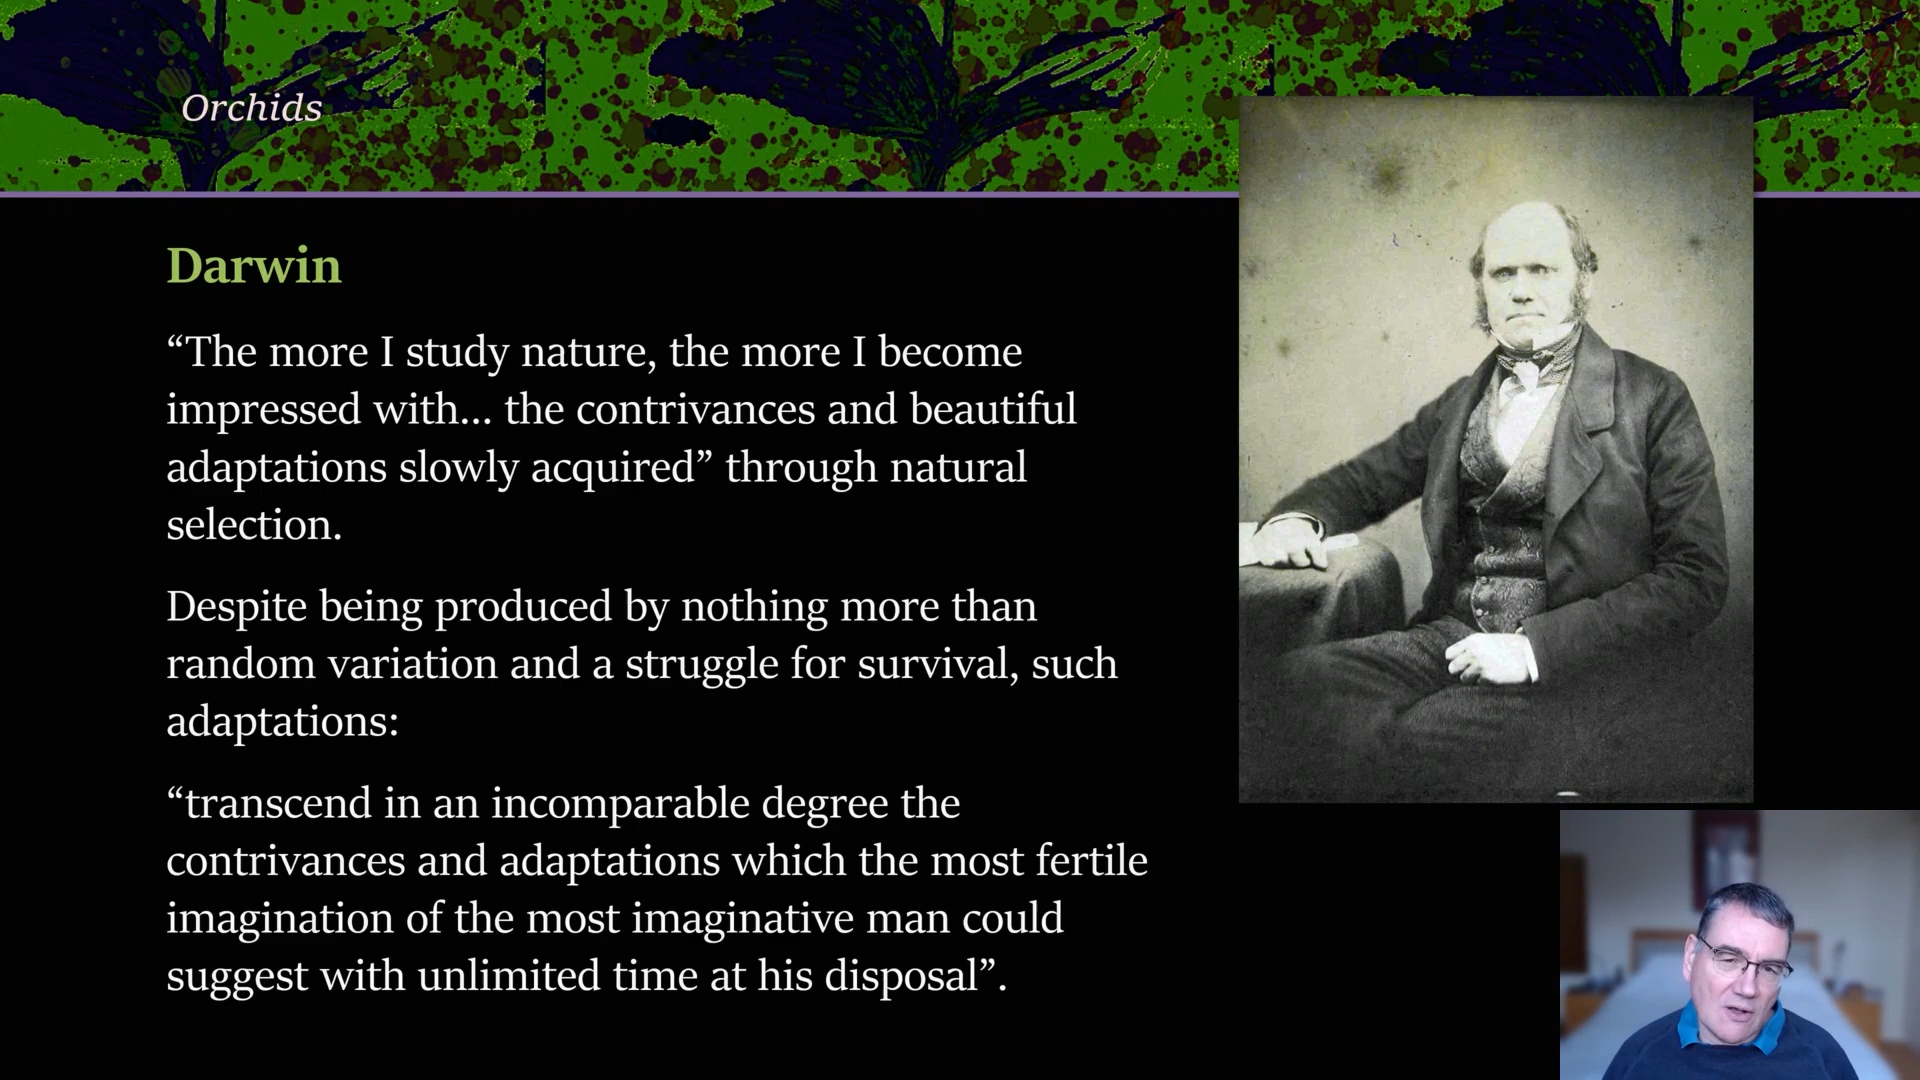 Orchids
Darwin
“The more I study nature, the more I become
impressed with... the contrivances and beautiful
adaptations slowly acquired” through natural
selection.
Despite being produced by nothing more than
random variation and a struggle for survival, such
adaptations:
“transcend in an incomparable degree the
contrivances and adaptations which the most fertile
imagination of the most imaginative man could
suggest with unlimited time at his disposal”.